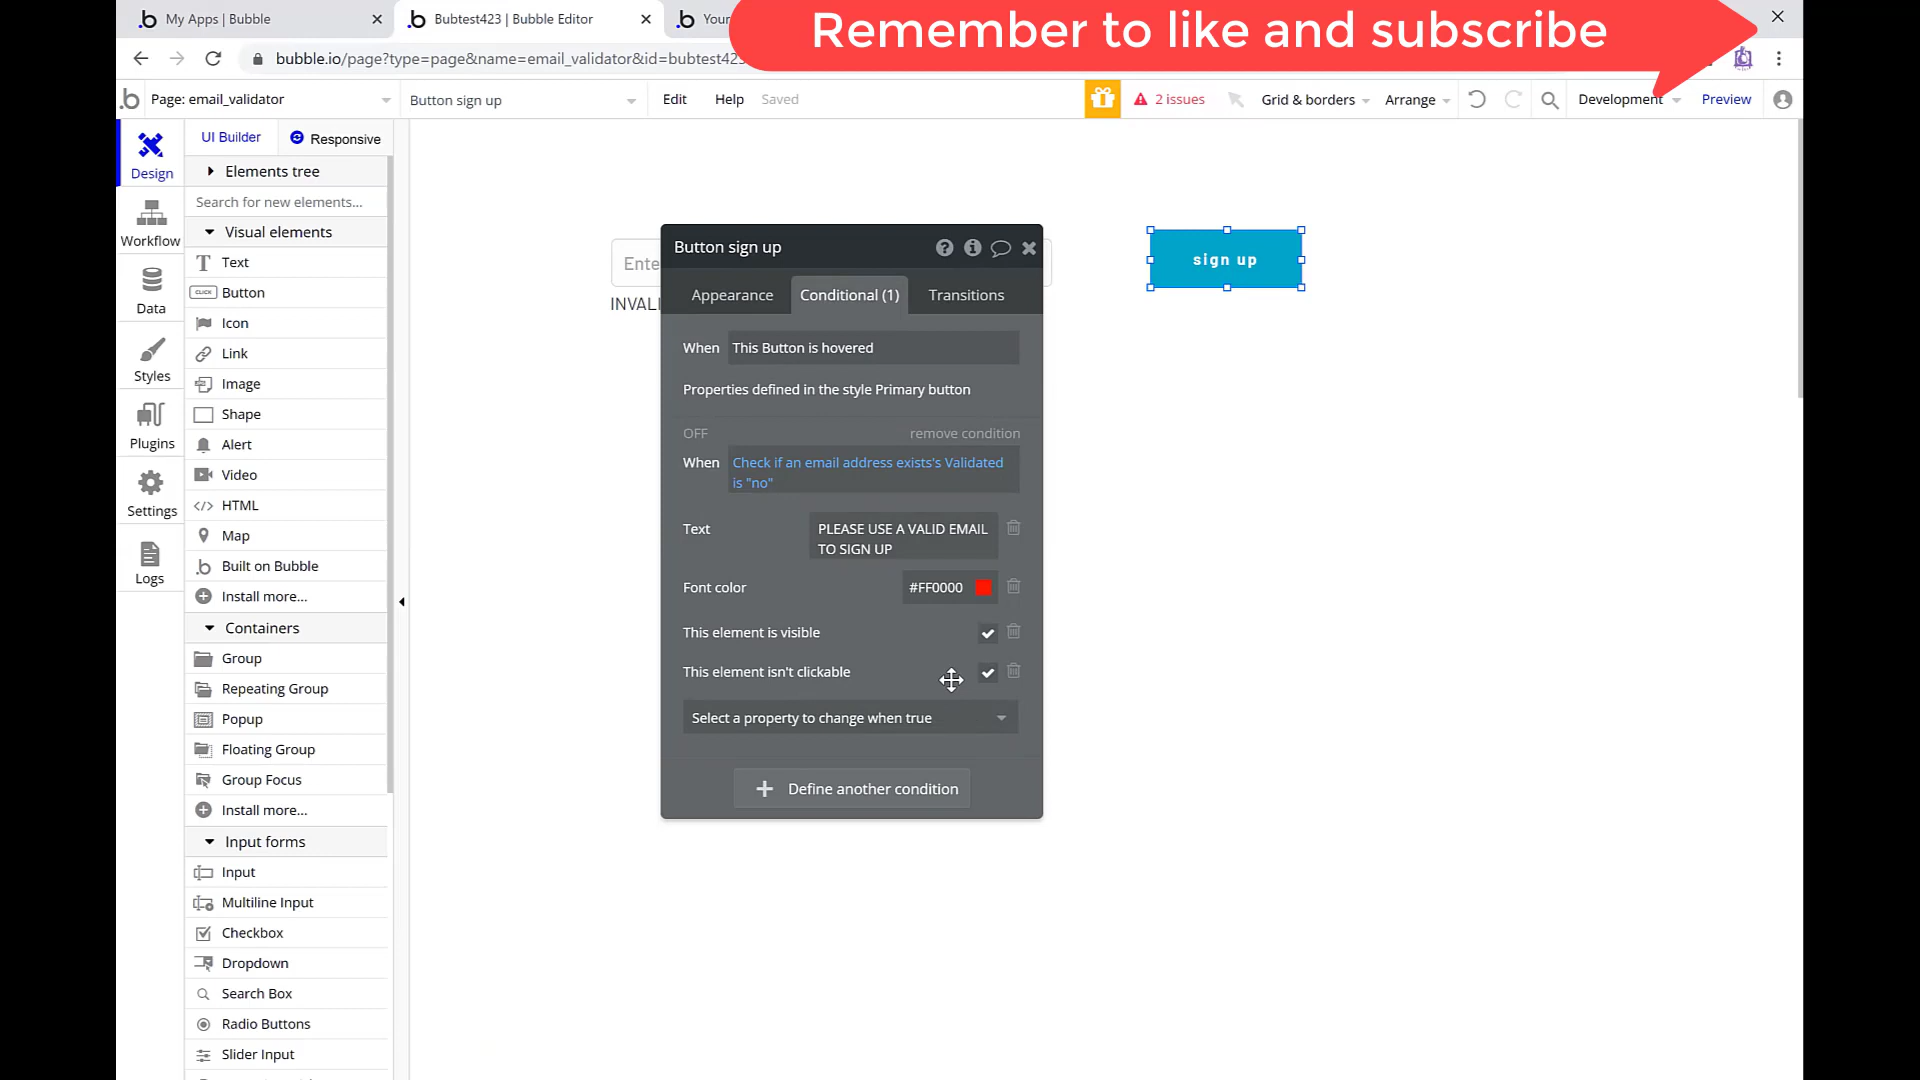 My Apps | Bubble
Bubtest423 | Bubble Editor
Your
Remember to like and subscribe
bubble.io/page?type=page&name=email_validator&id=bubtest423
Page: email_validator
Button sign up
Edit
Help
Saved
2 issues
Grid & borders
Arrange
Development
Preview
Design
Workflow
Data
Styles
Plugins
Settings
Logs
UI Builder
Responsive
Elements tree
Search for new elements...
Visual elements
Text
Button
Icon
Link
Image
Shape
Alert
Video
HTML
Map
Built on Bubble
Install more...
Containers
Group
Repeating Group
Popup
Floating Group
Group Focus
Install more...
Input forms
Input
Multiline Input
Checkbox
Dropdown
Search Box
Radio Buttons
Slider Input
Ente
INVALI
Button sign up
Appearance
Conditional (1)
Transitions
When
This Button is hovered
Properties defined in the style Primary button
OFF
remove condition
When
Check if an email address exists's Validated
is "no"
Text
PLEASE USE A VALID EMAIL
TO SIGN UP
Font color
#FF0000
This element is visible
This element isn't clickable
Select a property to change when true
Define another condition
sign up